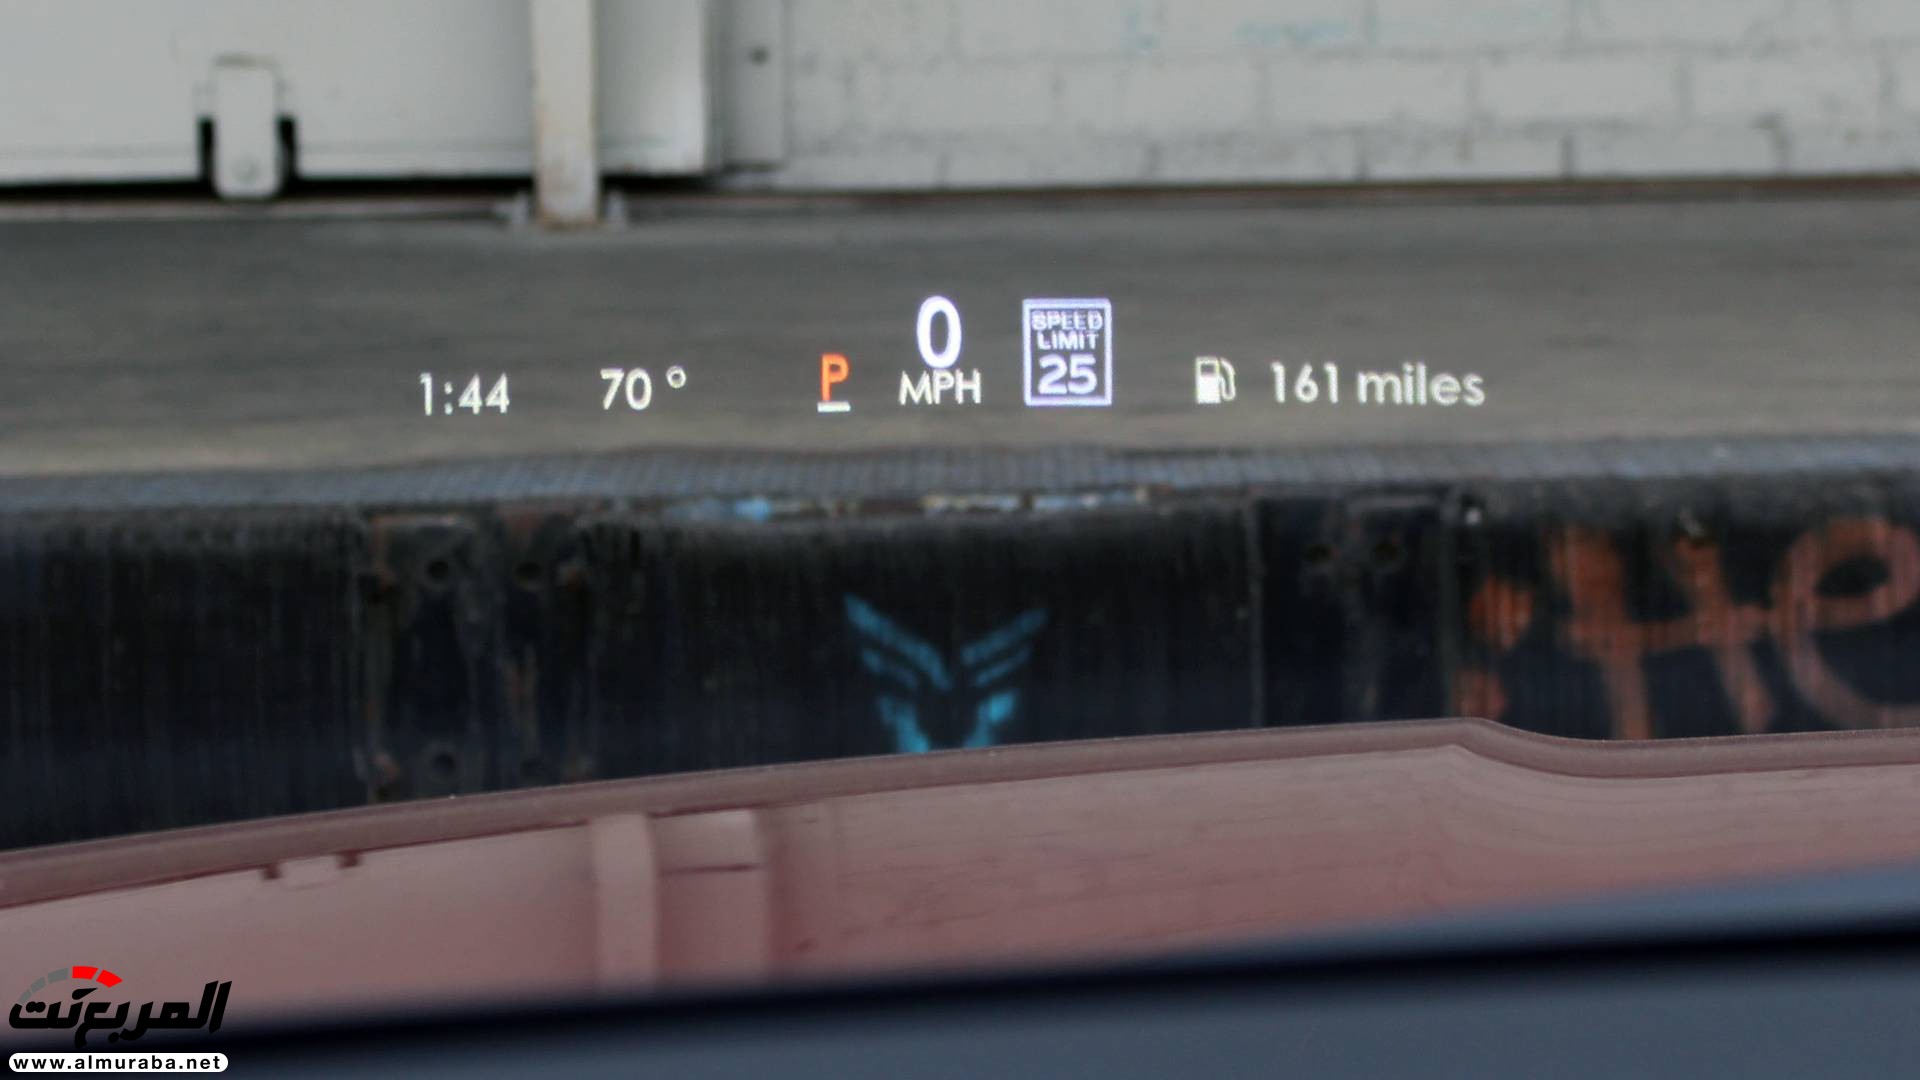 1:44 70° P 0 MPH SPEED LIMIT 25 161 miles
He
المربع نت
www.almuraba.net